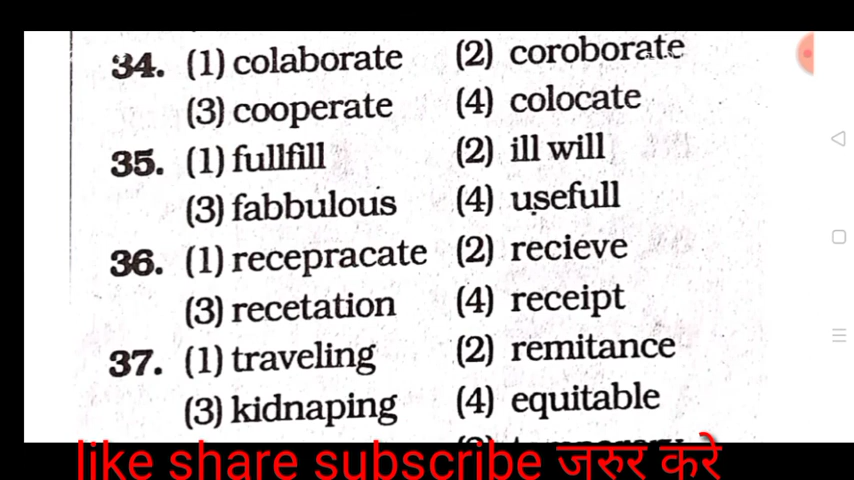 34. (1) colaborate (2) coroborate
(3) cooperate (4) colocate
35. (1) fullfill (2) ill will
(3) fabbulous (4) usefull
36. (1) recepracate (2) recieve
(3) recetation (4) receipt
37. (1) traveling (2) remitance
(3) kidnaping (4) equitable
like share subscribe जरुर करे